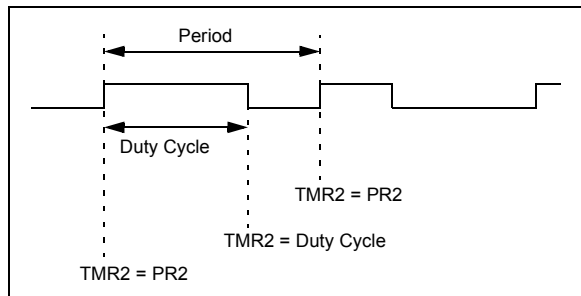 Period
Duty Cycle
TMR2 = PR2
TMR2 = Duty Cycle
TMR2 = PR2